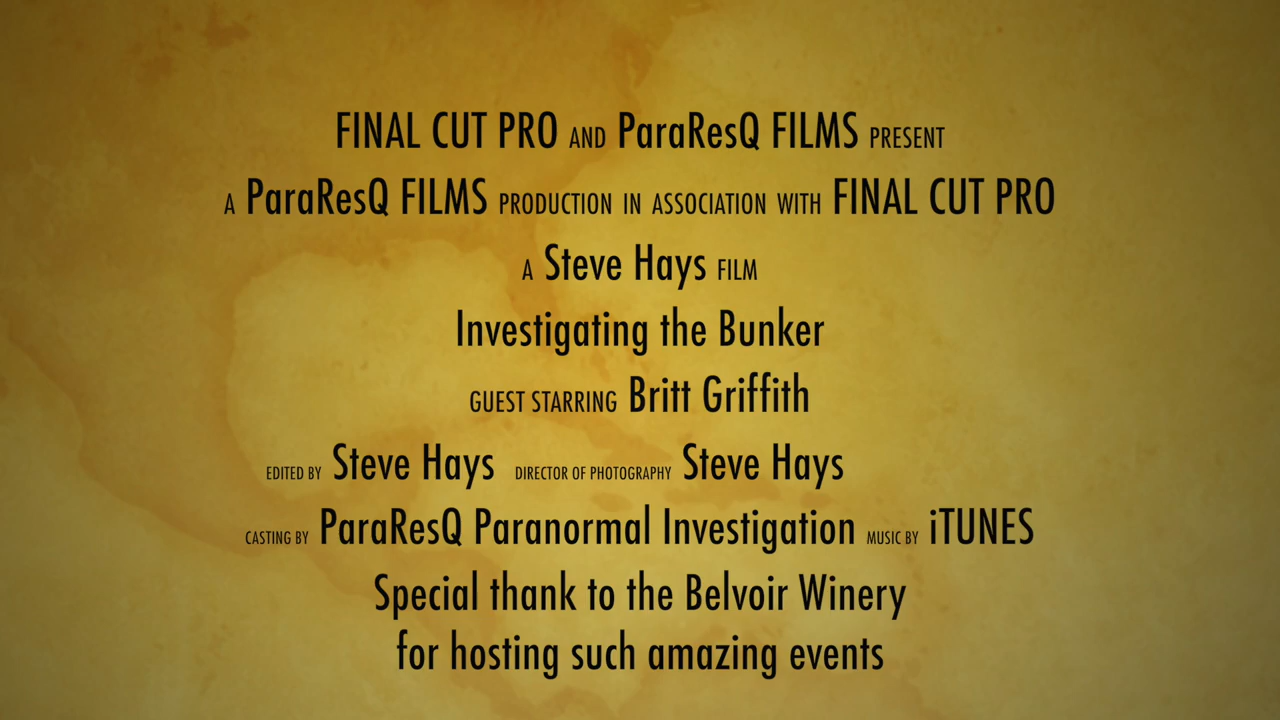 FINAL CUT PRO AND ParaResQ FILMS PRESENT
A ParaResQ FILMS PRODUCTION IN ASSOCIATION WITH FINAL CUT PRO
A Steve Hays FILM
Investigating the Bunker
GUEST STARRING Britt Griffith
EDITED BY Steve Hays DIRECTOR OF PHOTOGRAPHY Steve Hays
CASTING BY ParaResQ Paranormal Investigation MUSIC BY iTUNES
Special thank to the Belvoir Winery
for hosting such amazing events